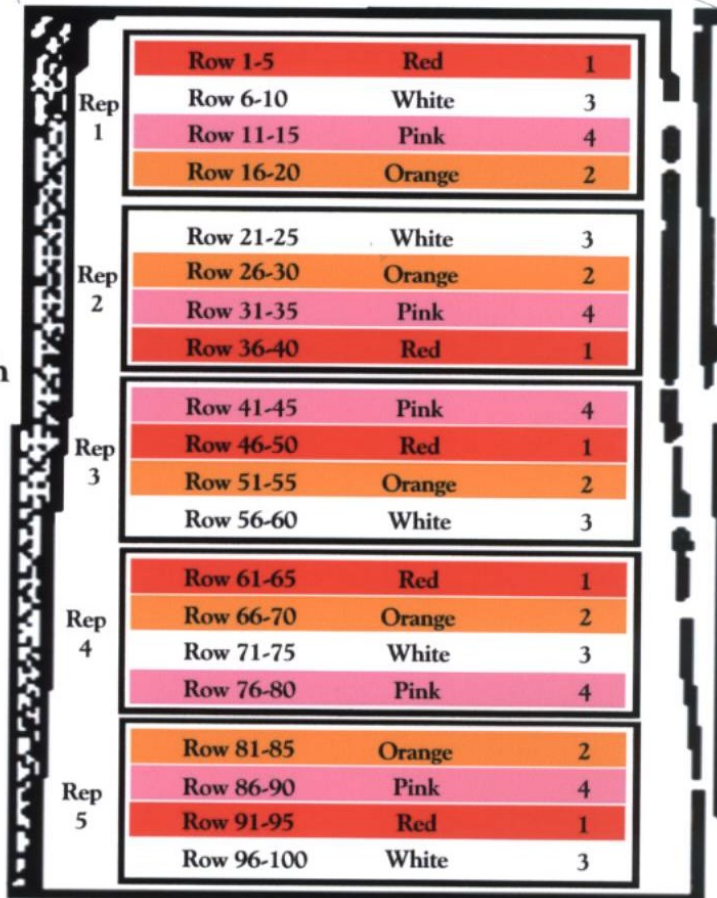 Rep
1
Row 1-5 Red 1
Row 6-10 White 3
Row 11-15 Pink 4
Row 16-20 Orange 2
Rep
2
Row 21-25 White 3
Row 26-30 Orange 2
Row 31-35 Pink 4
Row 36-40 Red 1
Rep
3
Row 41-45 Pink 4
Row 46-50 Red 1
Row 51-55 Orange 2
Row 56-60 White 3
Rep
4
Row 61-65 Red 1
Row 66-70 Orange 2
Row 71-75 White 3
Row 76-80 Pink 4
Rep
5
Row 81-85 Orange 2
Row 86-90 Pink 4
Row 91-95 Red 1
Row 96-100 White 3